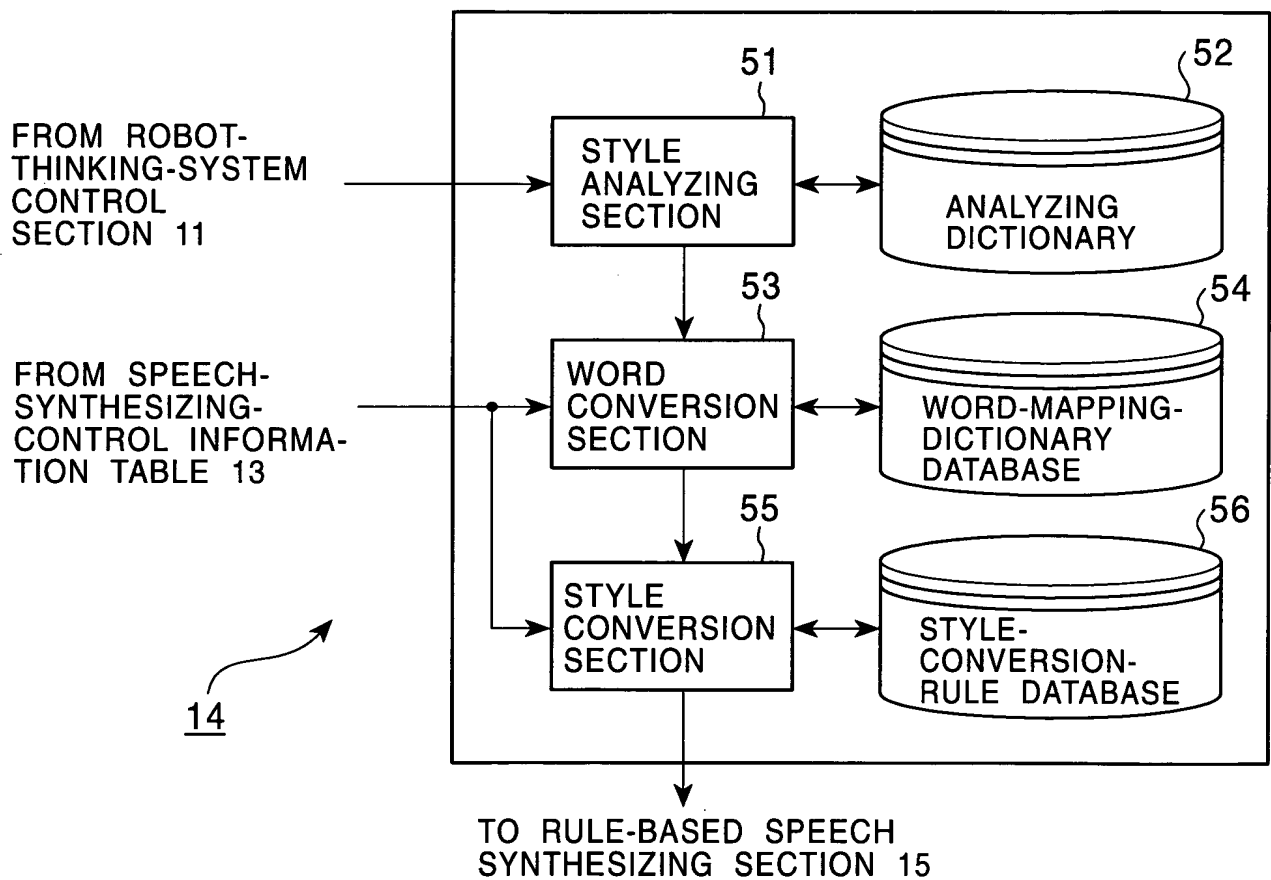 51
52
FROM ROBOT-
THINKING-SYSTEM
CONTROL
SECTION 11
STYLE
ANALYZING
SECTION
ANALYZING
DICTIONARY
53
54
FROM SPEECH-
SYNTHESIZING-
CONTROL INFORMA-
TION TABLE 13
WORD
CONVERSION
SECTION
WORD-MAPPING-
DICTIONARY
DATABASE
55
56
STYLE
CONVERSION
SECTION
STYLE-
CONVERSION-
RULE DATABASE
14
TO RULE-BASED SPEECH
SYNTHESIZING SECTION 15